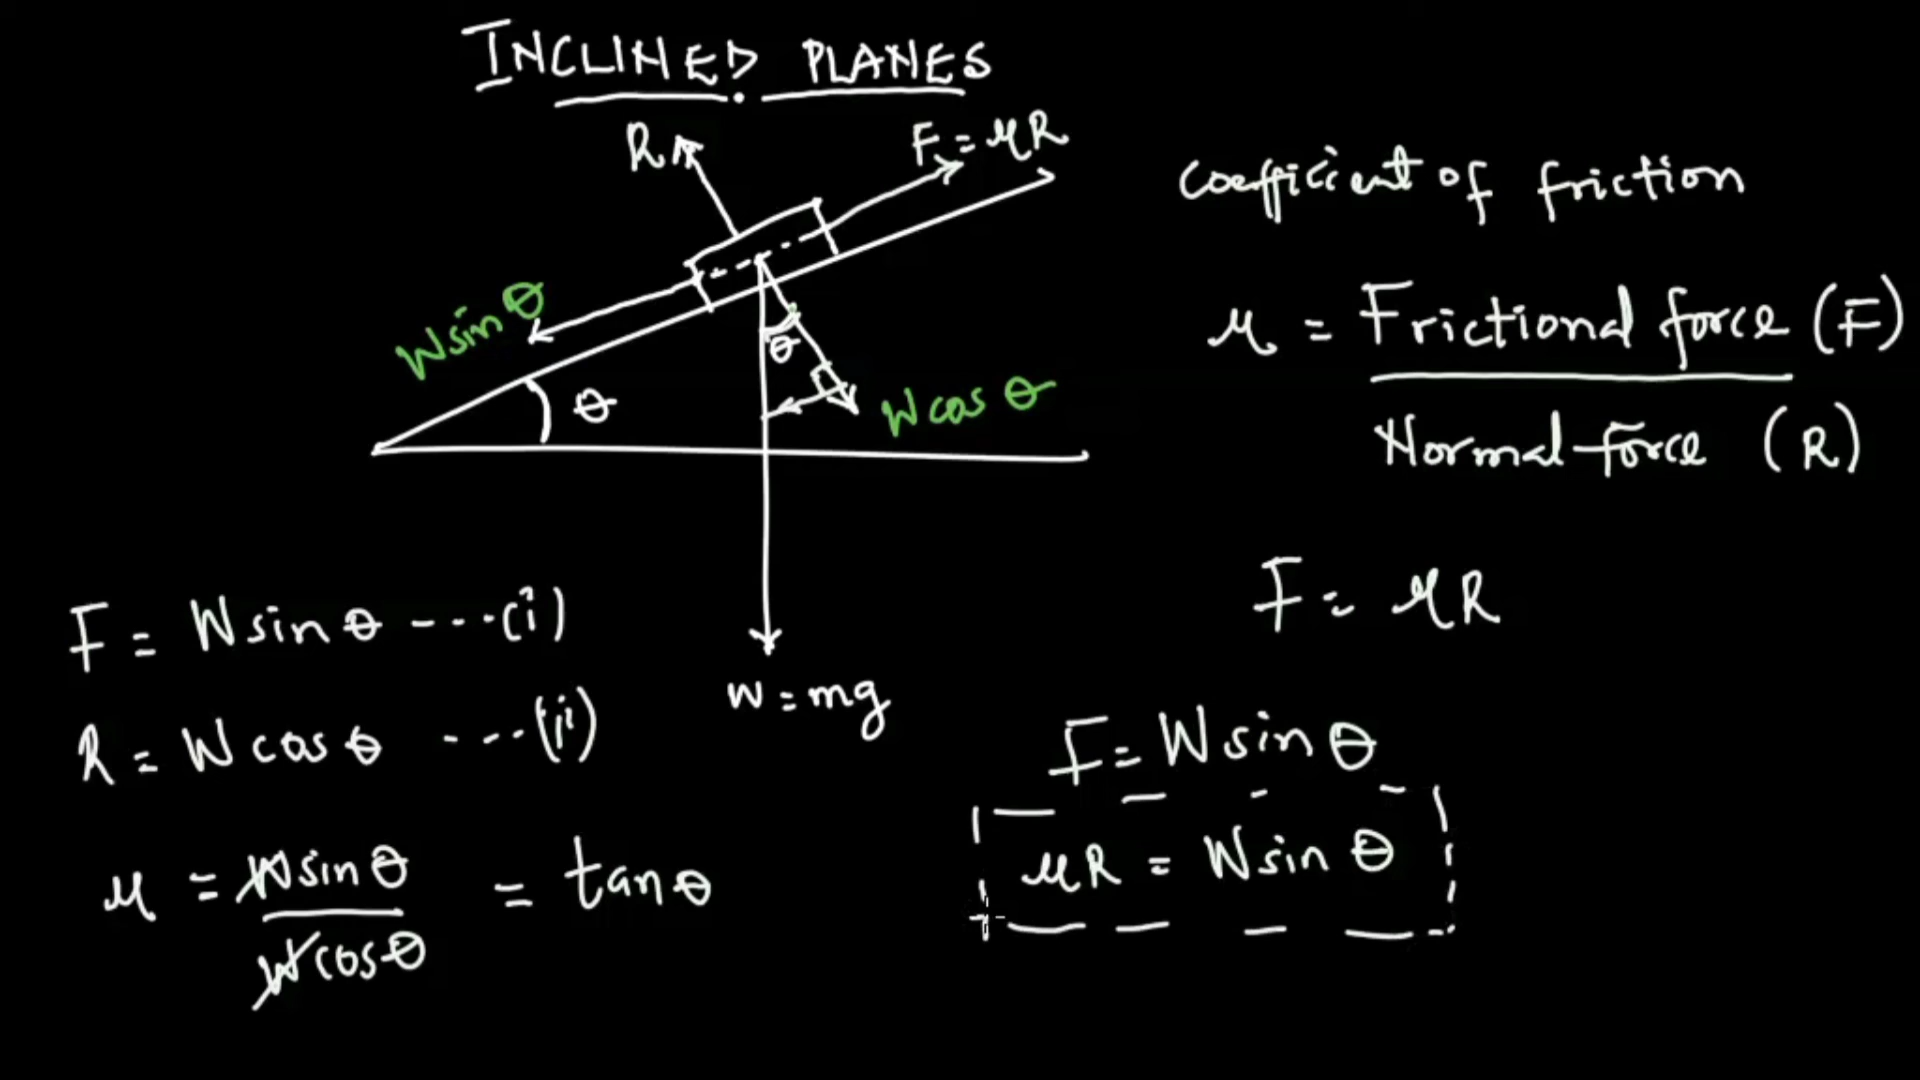 INCLINED PLANES
R
F = μR
Wsin θ
θ
θ
W cos θ
W = mg
F = W sin θ ---(i)
R = W cos θ ---(ii)
μ = W sin θ / W cos θ = tan θ
coefficient of friction
μ = Frictional force (F)
Normal force (R)
F = μR
F = W sin θ
μR = W sin θ